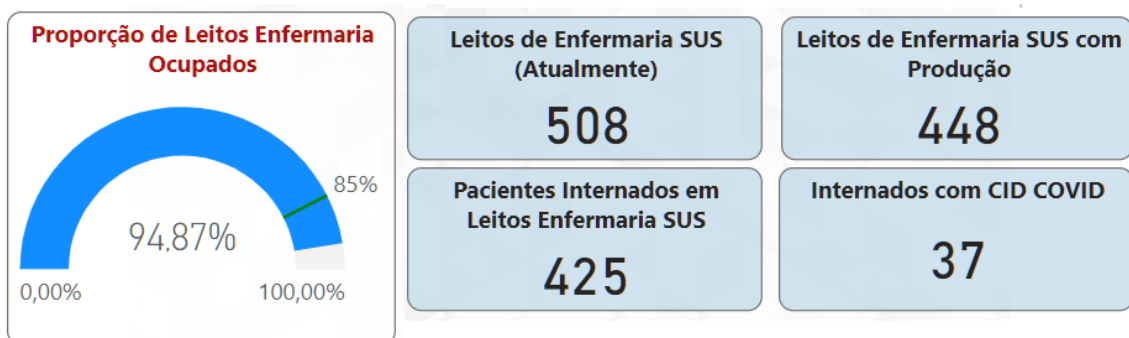 Proporção de Leitos Enfermaria
Ocupados
85%
94,87%
0,00%
100,00%
Leitos de Enfermaria SUS
(Atualmente)
508
Leitos de Enfermaria SUS com
Produção
448
Pacientes Internados em
Leitos Enfermaria SUS
425
Internados com CID COVID
37